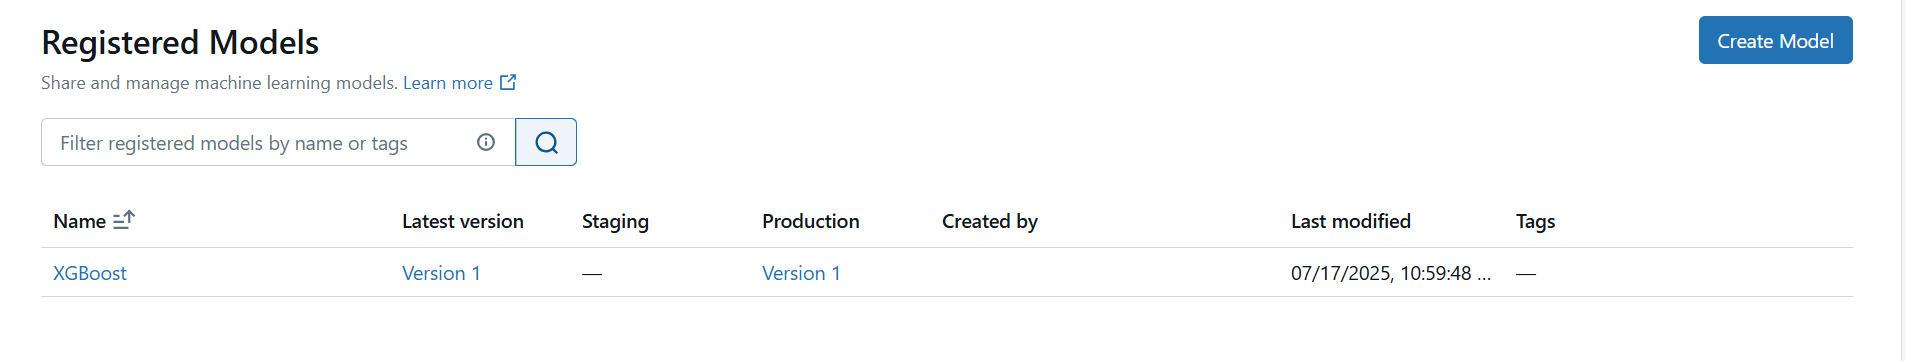 Registered Models
Create Model
Share and manage machine learning models. Learn more
Filter registered models by name or tags
Name Latest version Staging Production Created by Last modified Tags
XGBoost Version 1 — Version 1 07/17/2025, 10:59:48 ... —